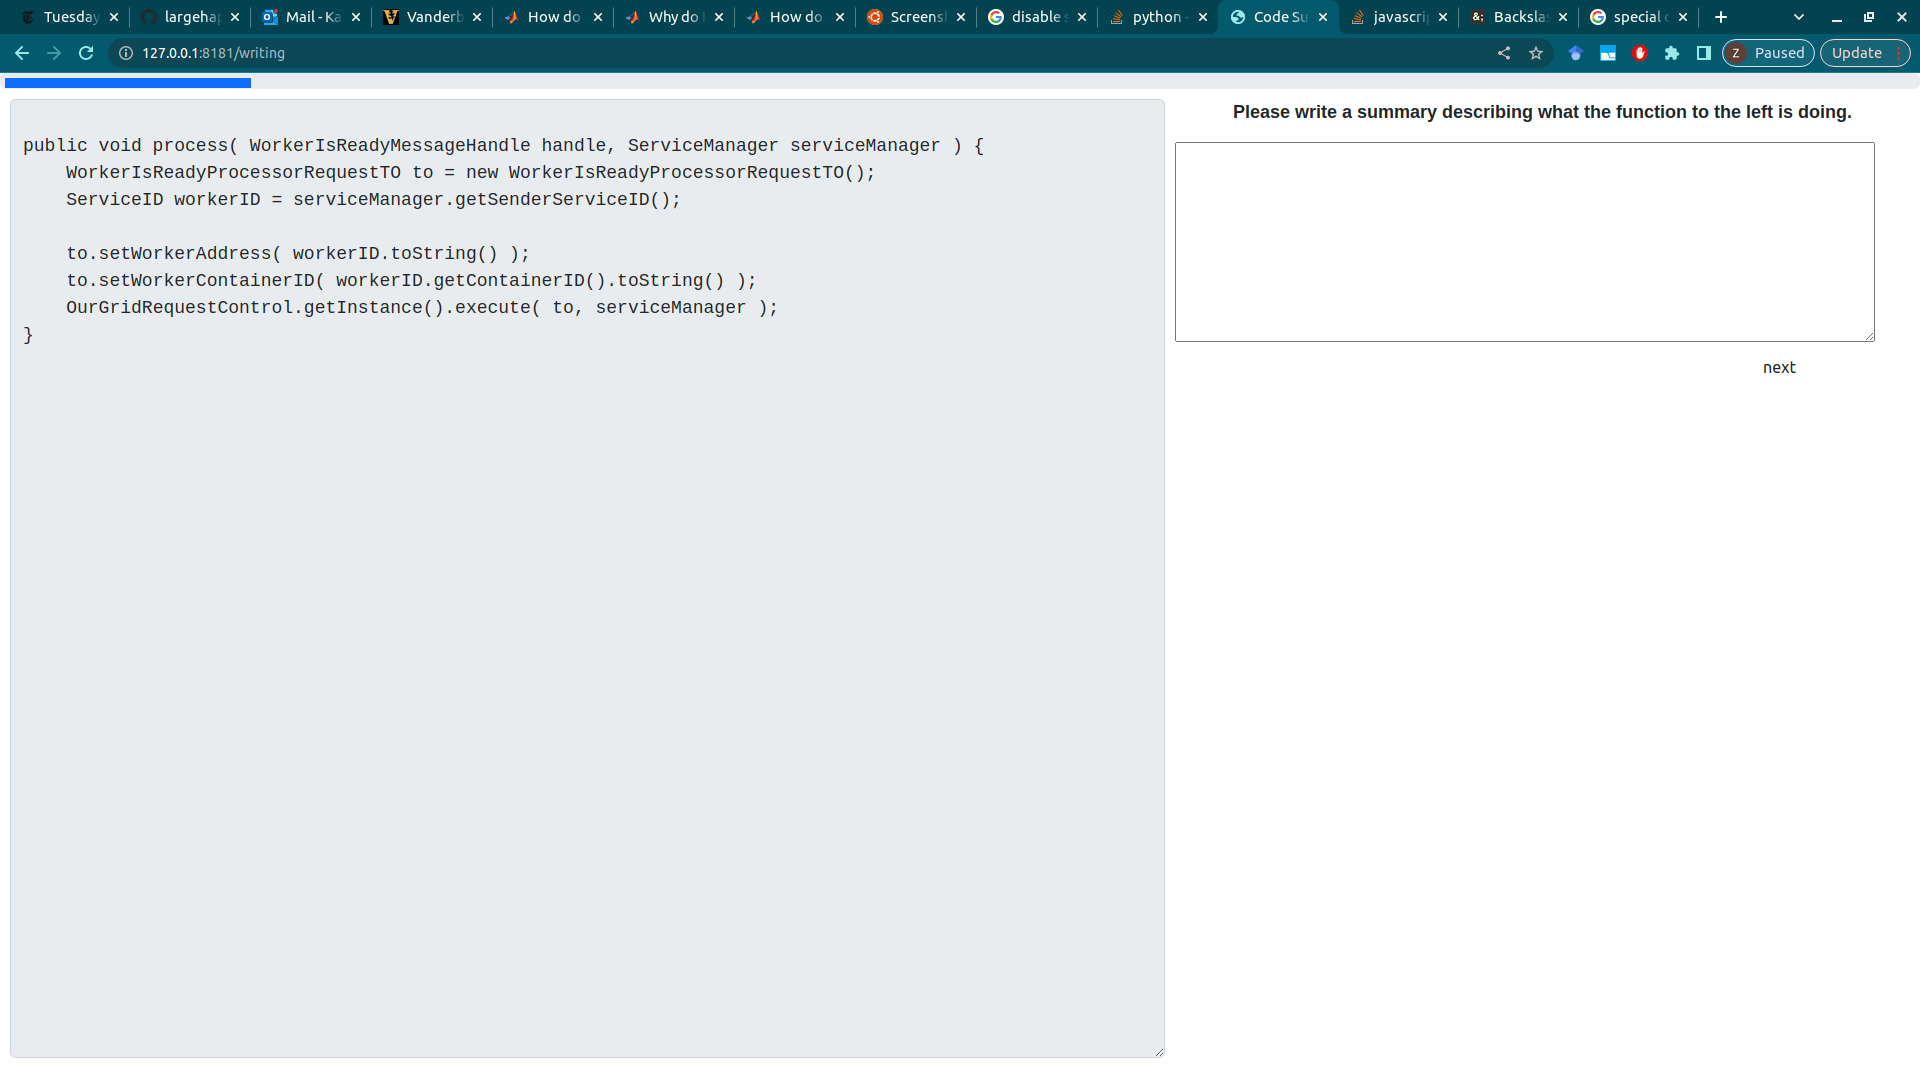 Tuesday
largehap
Mail - Ka
Vanderb
How do
Why do
How do
Screensh
disable s
python -
Code Su
javascrip
Backslas
special c
127.0.0.1:8181/writing
Z Paused
Update
public void process( WorkerIsReadyMessageHandle handle, ServiceManager serviceManager ) {
    WorkerIsReadyProcessorRequestTO to = new WorkerIsReadyProcessorRequestTO();
    ServiceID workerID = serviceManager.getSenderServiceID();
    to.setWorkerAddress( workerID.toString() );
    to.setWorkerContainerID( workerID.getContainerID().toString() );
    OurGridRequestControl.getInstance().execute( to, serviceManager );
}
Please write a summary describing what the function to the left is doing.
next